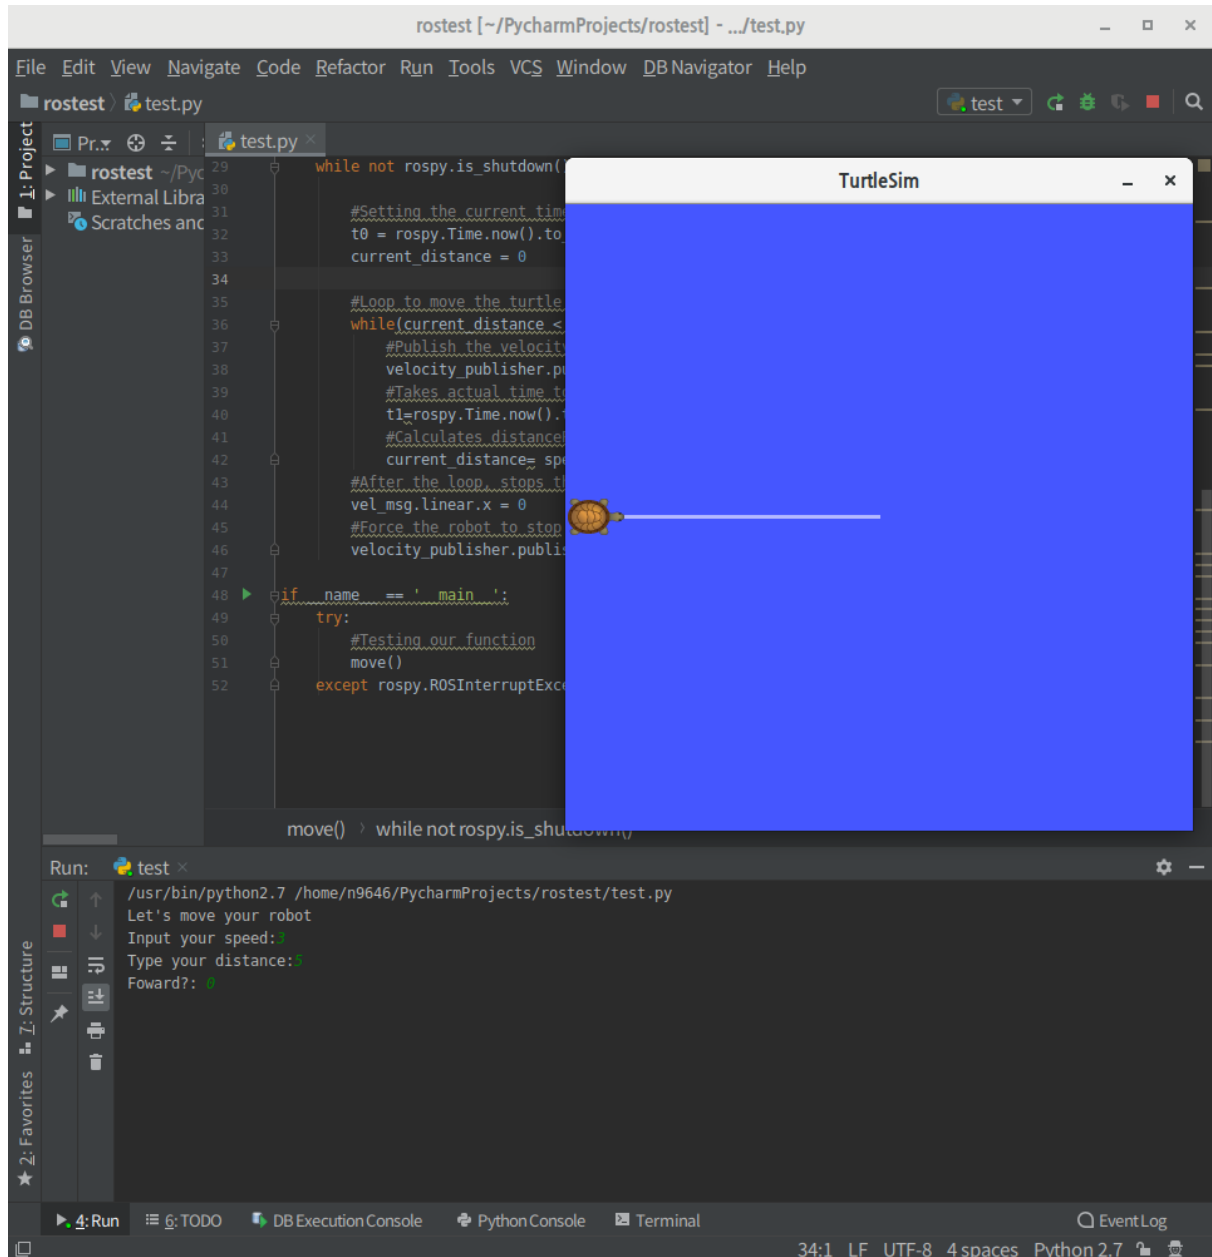 rostest [~/PycharmProjects/rostest] - .../test.py
File Edit View Navigate Code Refactor Run Tools VCS Window DB Navigator Help
rostest test.py
test
1: Project
Pr..
test.py
rostest ~/Pyc
External Libra
Scratches and
DB Browser
29 while not rospy.is_shutdown()
30
31 #Setting the current time
32 t0 = rospy.Time.now().to_
33 current_distance = 0
34
35 #Loop to move the turtle
36 while(current_distance <
37 #Publish the velocity
38 velocity_publisher.pu
39 #Takes actual time to
40 t1=rospy.Time.now().t
41 #Calculates distance
42 current_distance= spe
43 #After the loop, stops th
44 vel_msg.linear.x = 0
45 #Force the robot to stop
46 velocity_publisher.publis
47
48 if __name__ == '__main__':
49 try:
50 #Testing our function
51 move()
52 except rospy.ROSInterruptExce
TurtleSim
move() while not rospy.is_shutdown()
Run: test
/usr/bin/python2.7 /home/n9646/PycharmProjects/rostest/test.py
Let's move your robot
Input your speed:3
Type your distance:5
Foward?: 0
7: Structure
2: Favorites
4: Run 6: TODO DB Execution Console Python Console Terminal Event Log
34:1 LF UTF-8 4 spaces Python 2.7